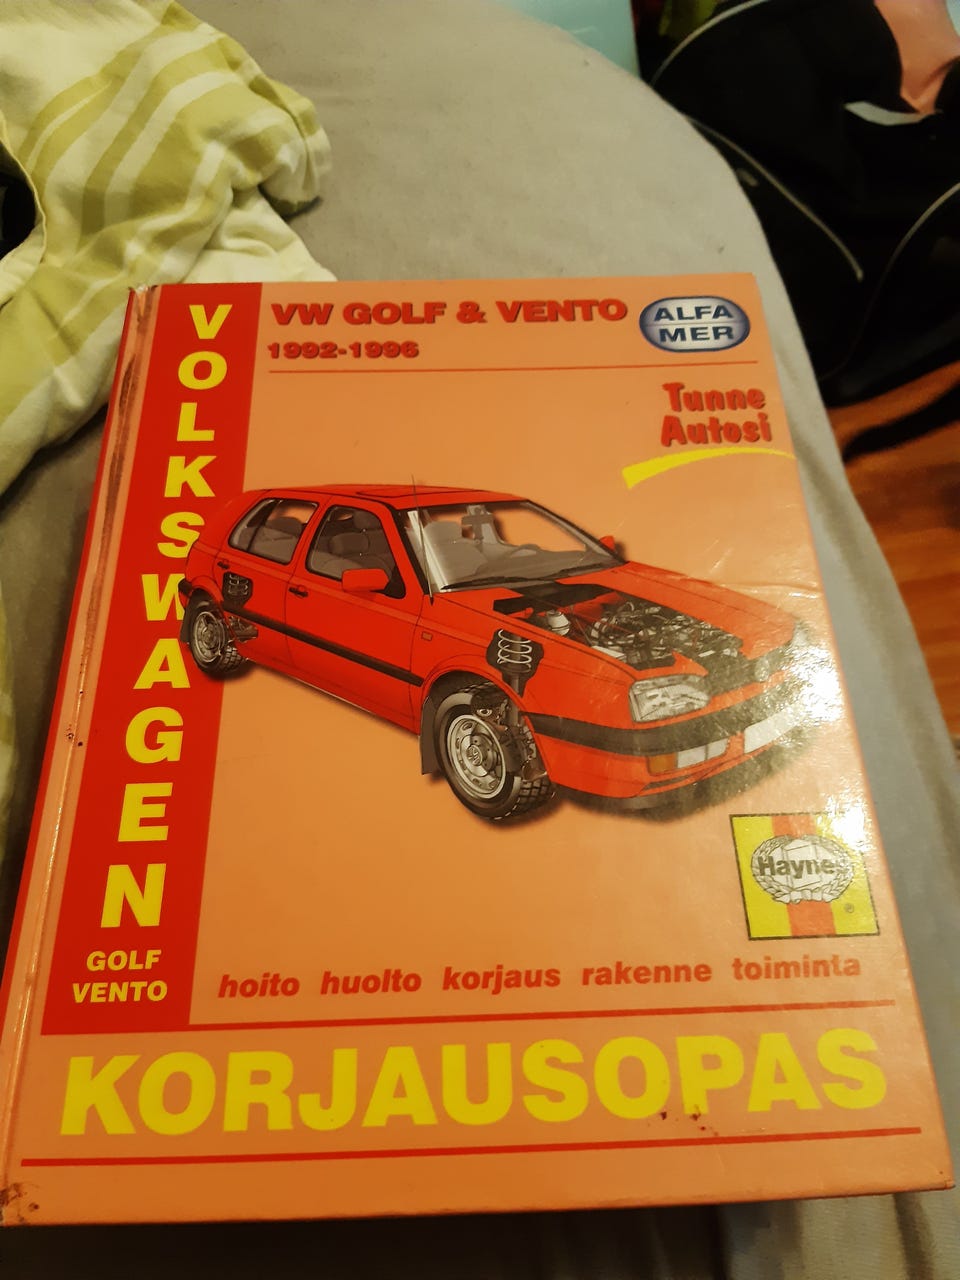 VOLKSWAGEN
GOLF
VENTO
VW GOLF & VENTO
1992-1996
ALFA
MER
Tunne
Autosi
Haynes
hoito huolto korjaus rakenne toiminta
KORJAUSOPAS